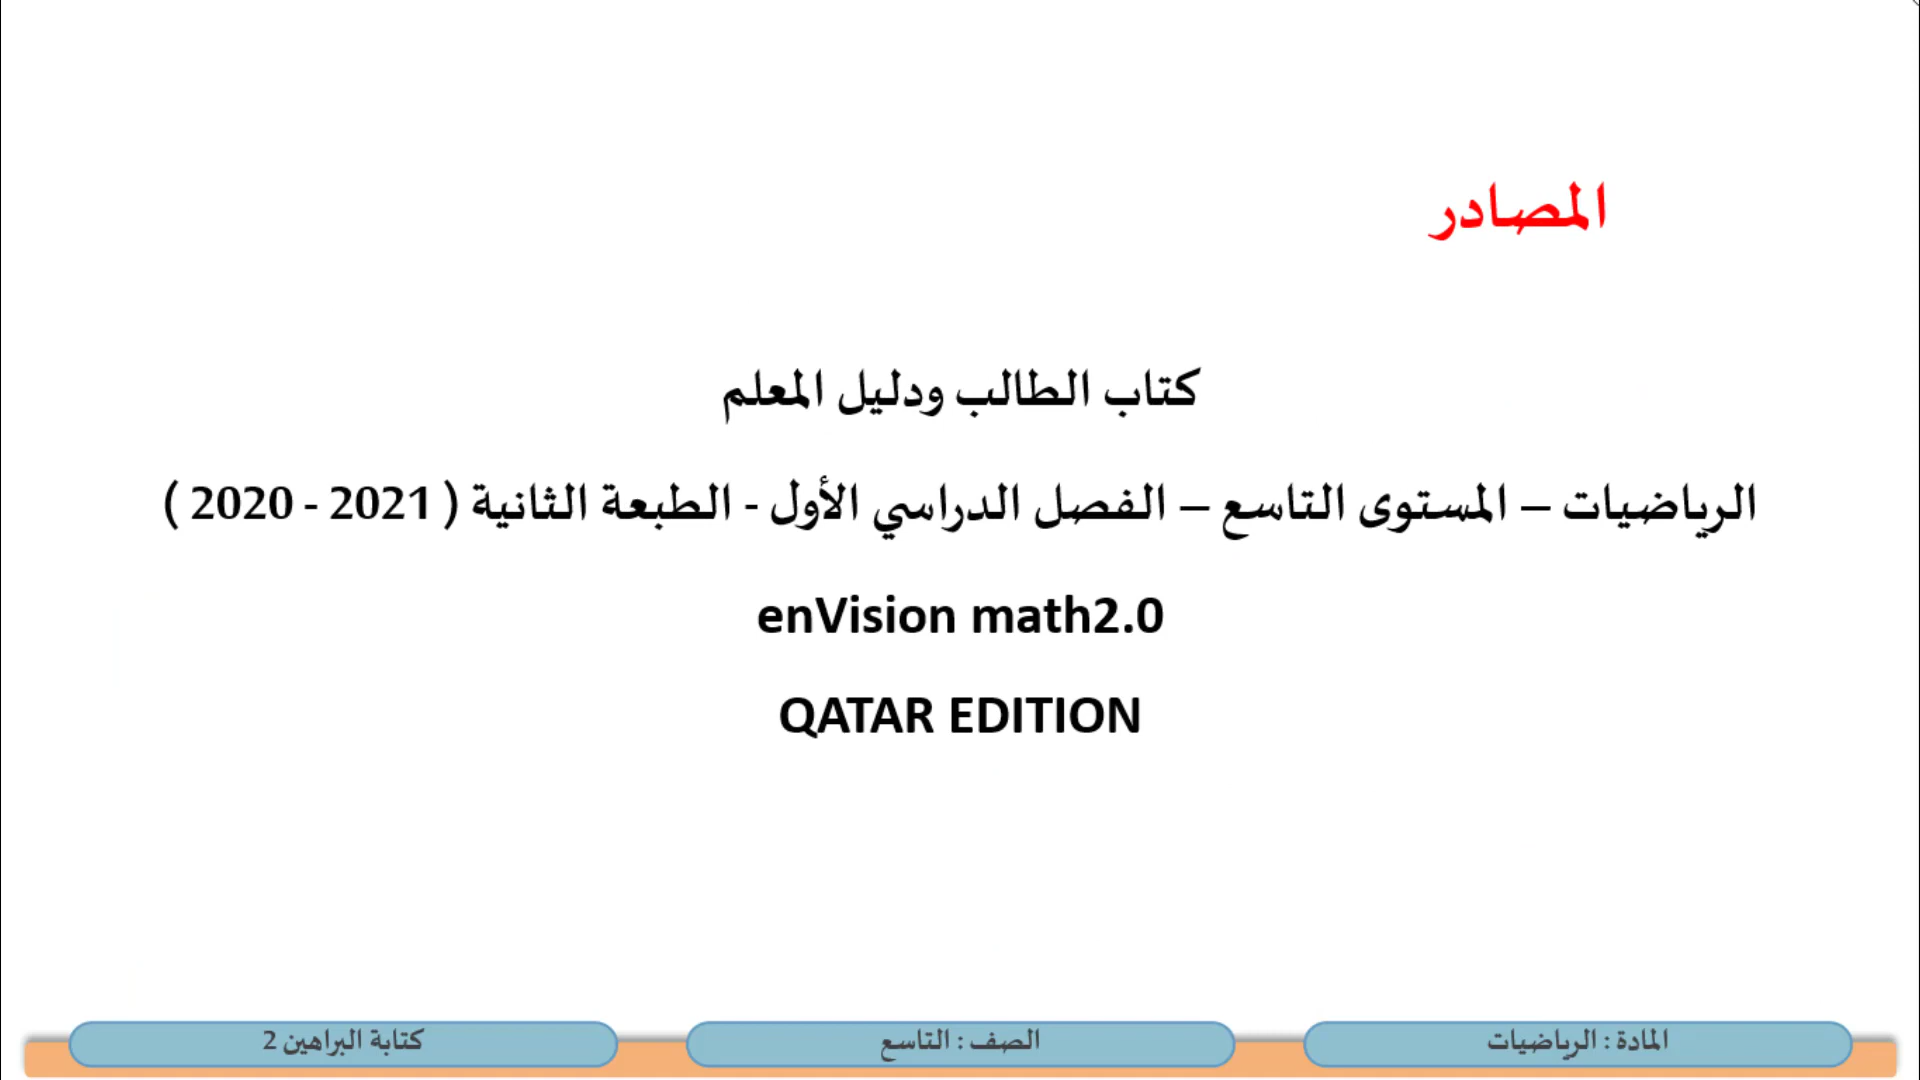 المصادر
كتاب الطالب ودليل المعلم
الرياضيات – المستوى التاسع – الفصل الدراسي الأول - الطبعة الثانية ( 2021 - 2020 )
enVision math2.0
QATAR EDITION
المادة : الرياضيات
الصف : التاسع
كتابة البراهين 2